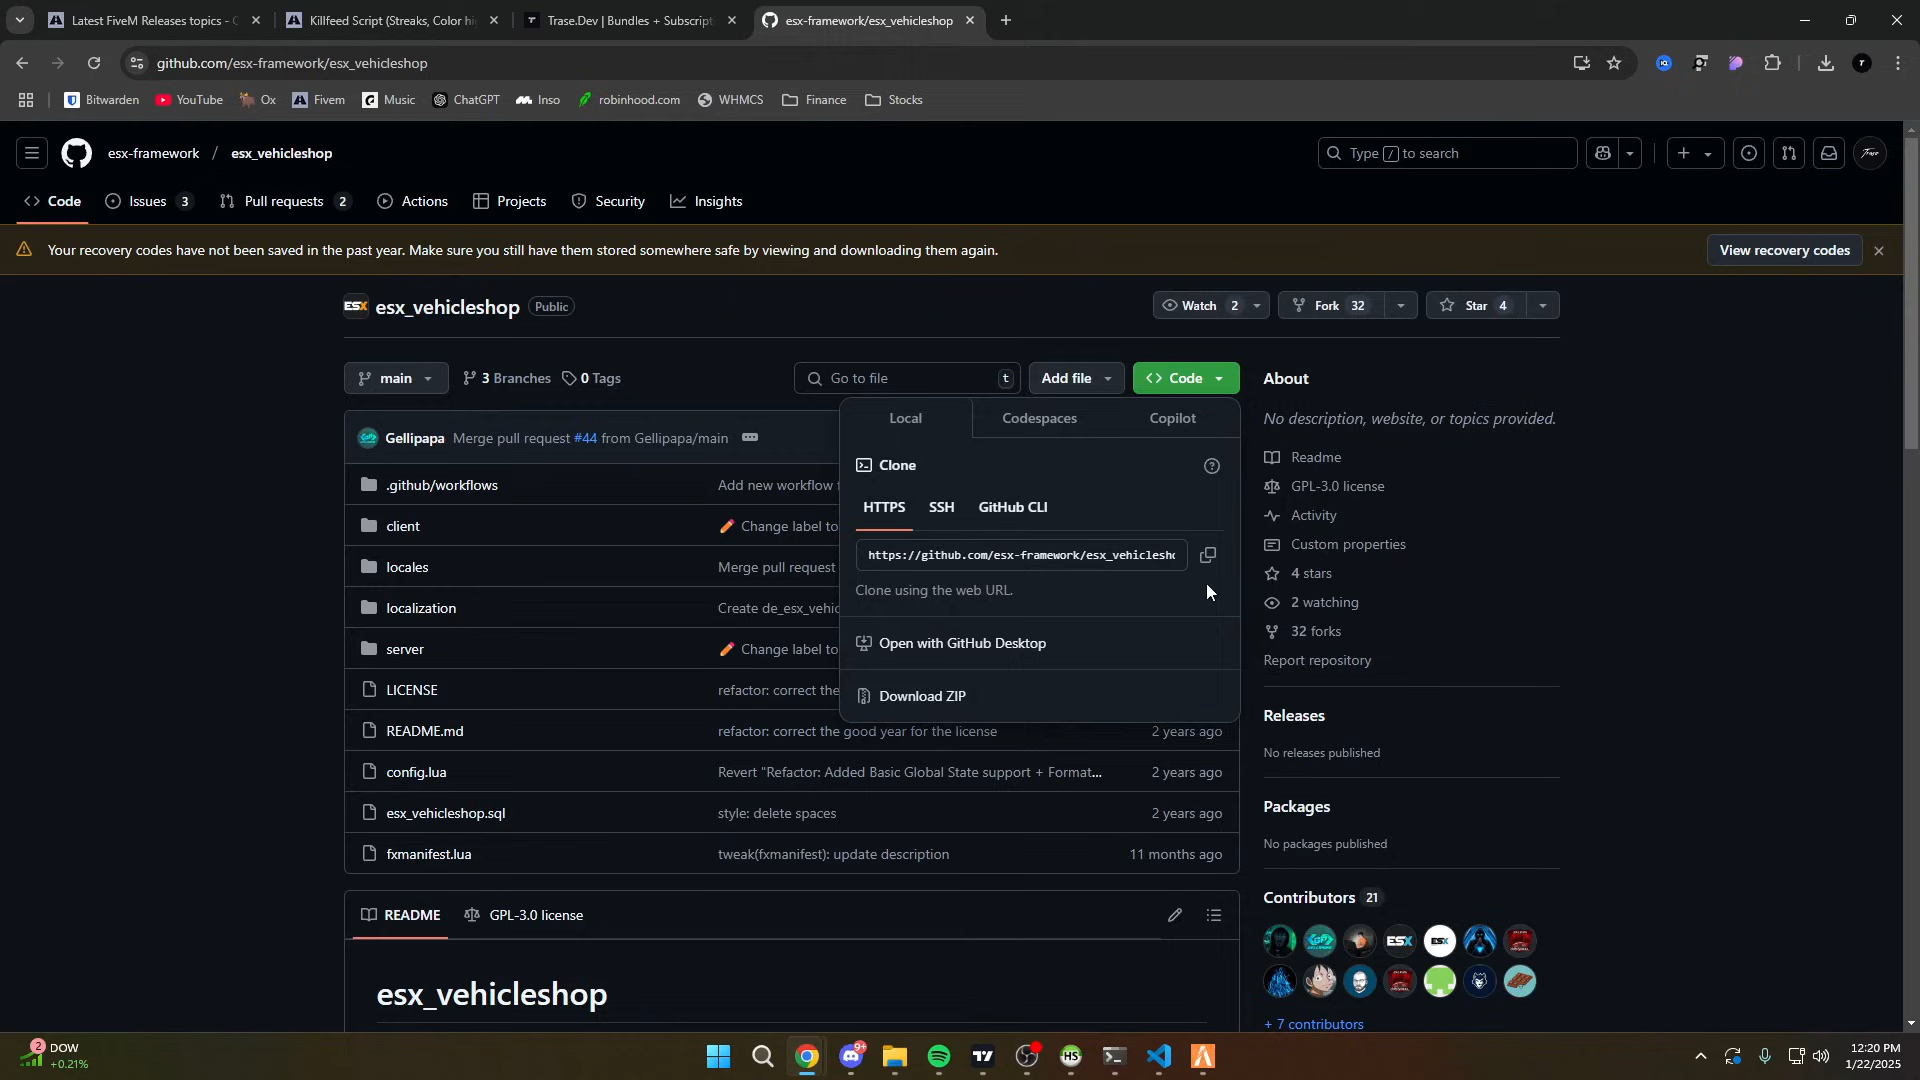 Latest FiveM Releases topics - C
Killfeed Script (Streaks, Color hi
Trase.Dev | Bundles + Subscript
esx-framework/esx_vehicleshop
github.com/esx-framework/esx_vehicleshop
Bitwarden
YouTube
Ox
Fivem
Music
ChatGPT
Inso
robinhood.com
WHMCS
Finance
Stocks
esx-framework / esx_vehicleshop
Type / to search
Code
Issues 3
Pull requests 2
Actions
Projects
Security
Insights
Your recovery codes have not been saved in the past year. Make sure you still have them stored somewhere safe by viewing and downloading them again.
View recovery codes
ESX esx_vehicleshop Public
Watch 2
Fork 32
Star 4
main
3 Branches
0 Tags
Go to file t
Add file
Code
Local
Codespaces
Copilot
Clone
HTTPS
SSH
GitHub CLI
https://github.com/esx-framework/esx_vehiclesho
Clone using the web URL.
Open with GitHub Desktop
Download ZIP
Gellipapa Merge pull request #44 from Gellipapa/main
.github/workflows Add new workflow
client Change label to
locales Merge pull request
localization Create de_esx_vehic
server Change label to
LICENSE refactor: correct the
README.md refactor: correct the good year for the license 2 years ago
config.lua Revert "Refactor: Added Basic Global State support + Format... 2 years ago
esx_vehicleshop.sql style: delete spaces 2 years ago
fxmanifest.lua tweak(fxmanifest): update description 11 months ago
README
GPL-3.0 license
esx_vehicleshop
About
No description, website, or topics provided.
Readme
GPL-3.0 license
Activity
Custom properties
4 stars
2 watching
32 forks
Report repository
Releases
No releases published
Packages
No packages published
Contributors 21
ESX
ESX
+ 7 contributors
2
DOW
+0.21%
9+
HS
12:20 PM
1/22/2025